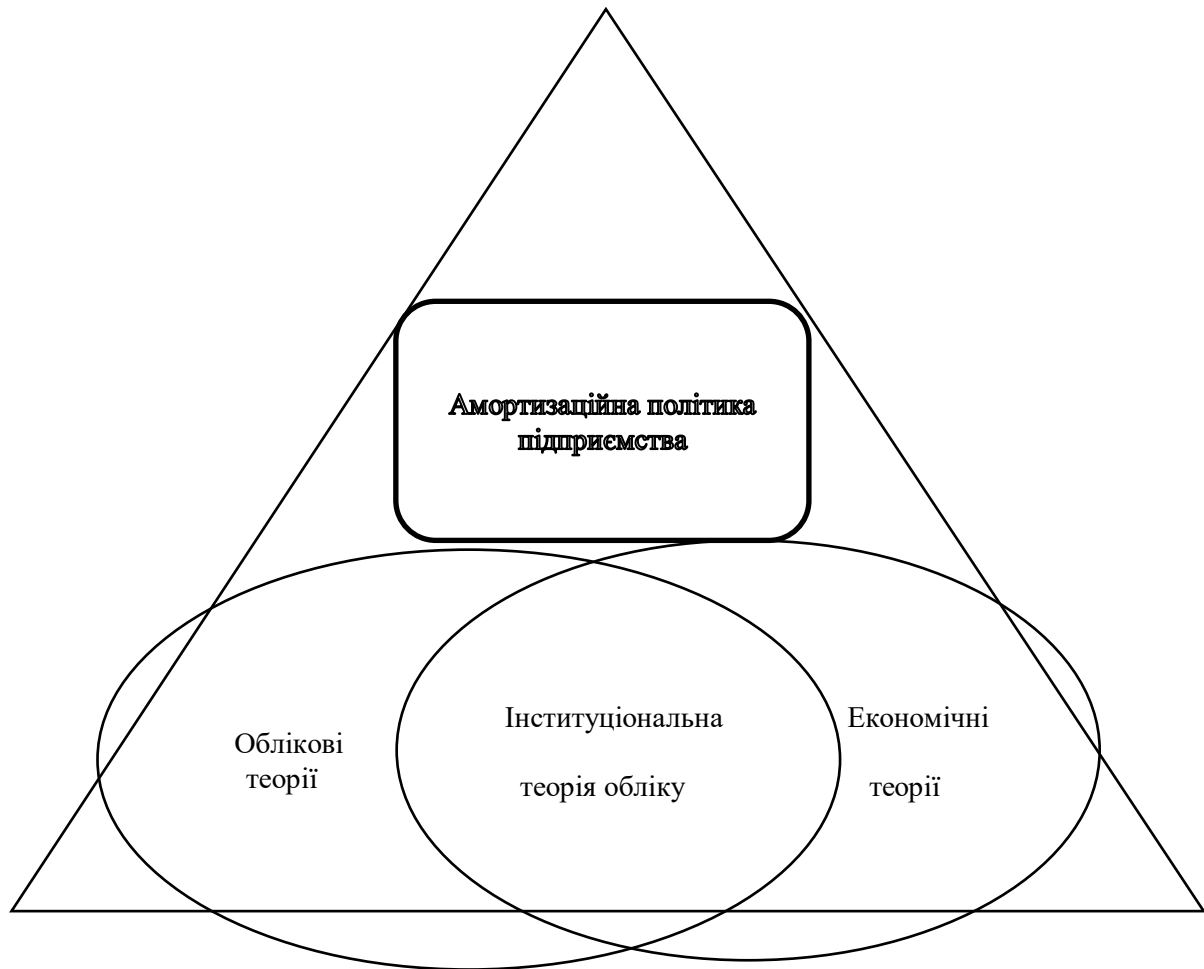 Амортизаційна політика
підприємства
Облікові
теорії
Інституціональна
теорія обліку
Економічні
теорії